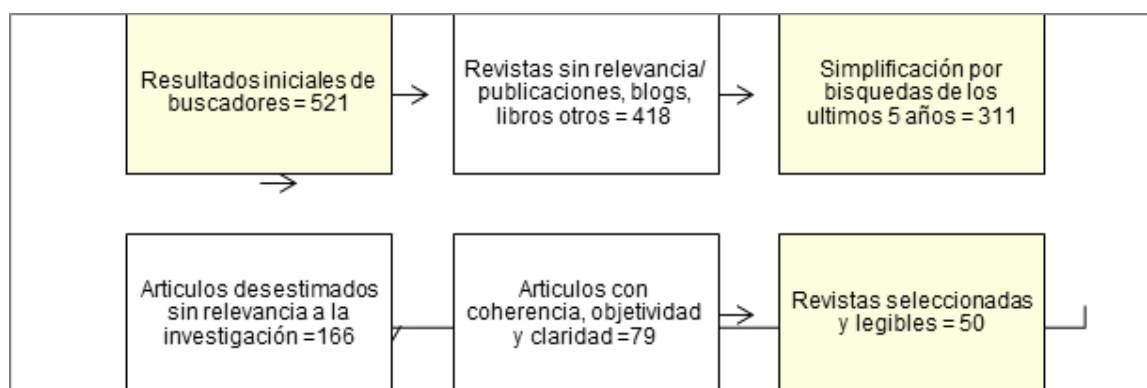 Resultados iniciales de
buscadores = 521
Revistas sin relevancia/
publicaciones, blogs,
libros otros = 418
Simplificación por
bisquedas de los
ultimos 5 años = 311
Articulos desestimados
sin relevancia a la
investigación =166
Articulos con
coherencia, objetividad
y claridad =79
Revistas seleccionadas
y legibles = 50